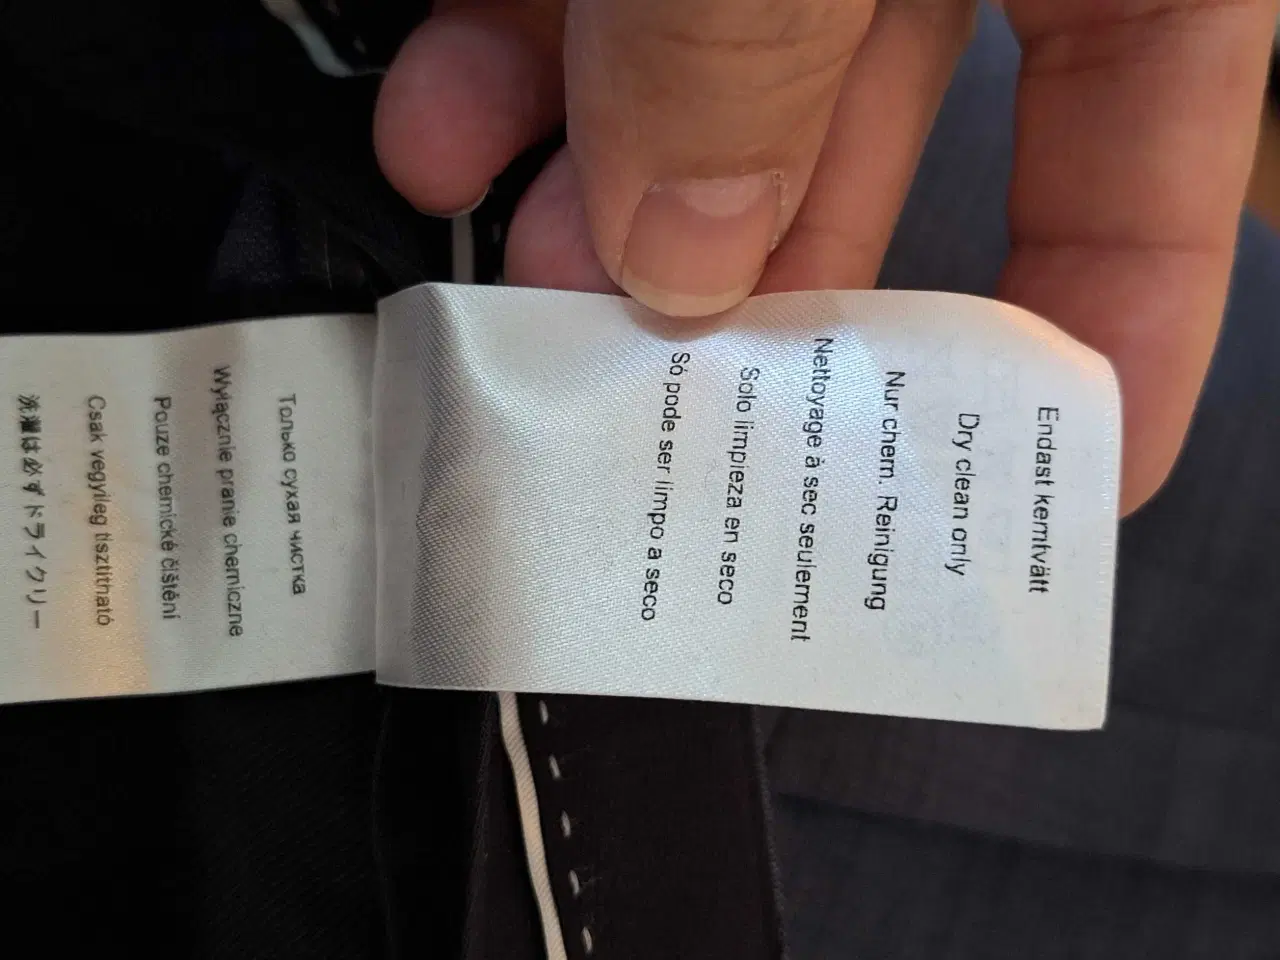 Endast kemtvätt
Dry clean only
Nur chem. Reinigung
Nettoyage à sec seulement
Solo limpieza en seco
Só pode ser limpo a seco
Только сухая чистка
Wyłącznie pranie chemiczne
Pouze chemické čištění
Csak vegyileg tisztítható
洗濯は必ずドライクリー